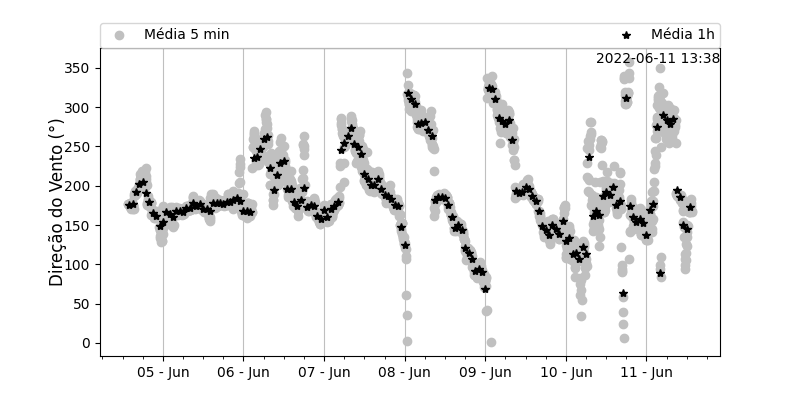 Média 5 min
Média 1h
2022-06-11 13:38
Direção do Vento (°)
350
300
250
200
150
100
50
0
05 - Jun
06 - Jun
07 - Jun
08 - Jun
09 - Jun
10 - Jun
11 - Jun